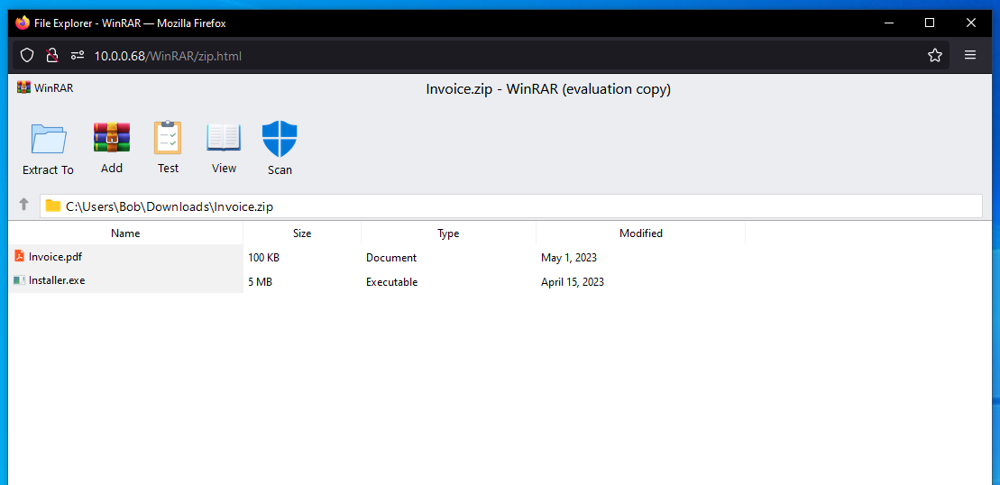 File Explorer - WinRAR — Mozilla Firefox
10.0.0.68/WinRAR/zip.html
WinRAR
Invoice.zip - WinRAR (evaluation copy)
Extract To Add Test View Scan
C:\Users\Bob\Downloads\Invoice.zip
Name Size Type Modified
Invoice.pdf 100 KB Document May 1, 2023
Installer.exe 5 MB Executable April 15, 2023